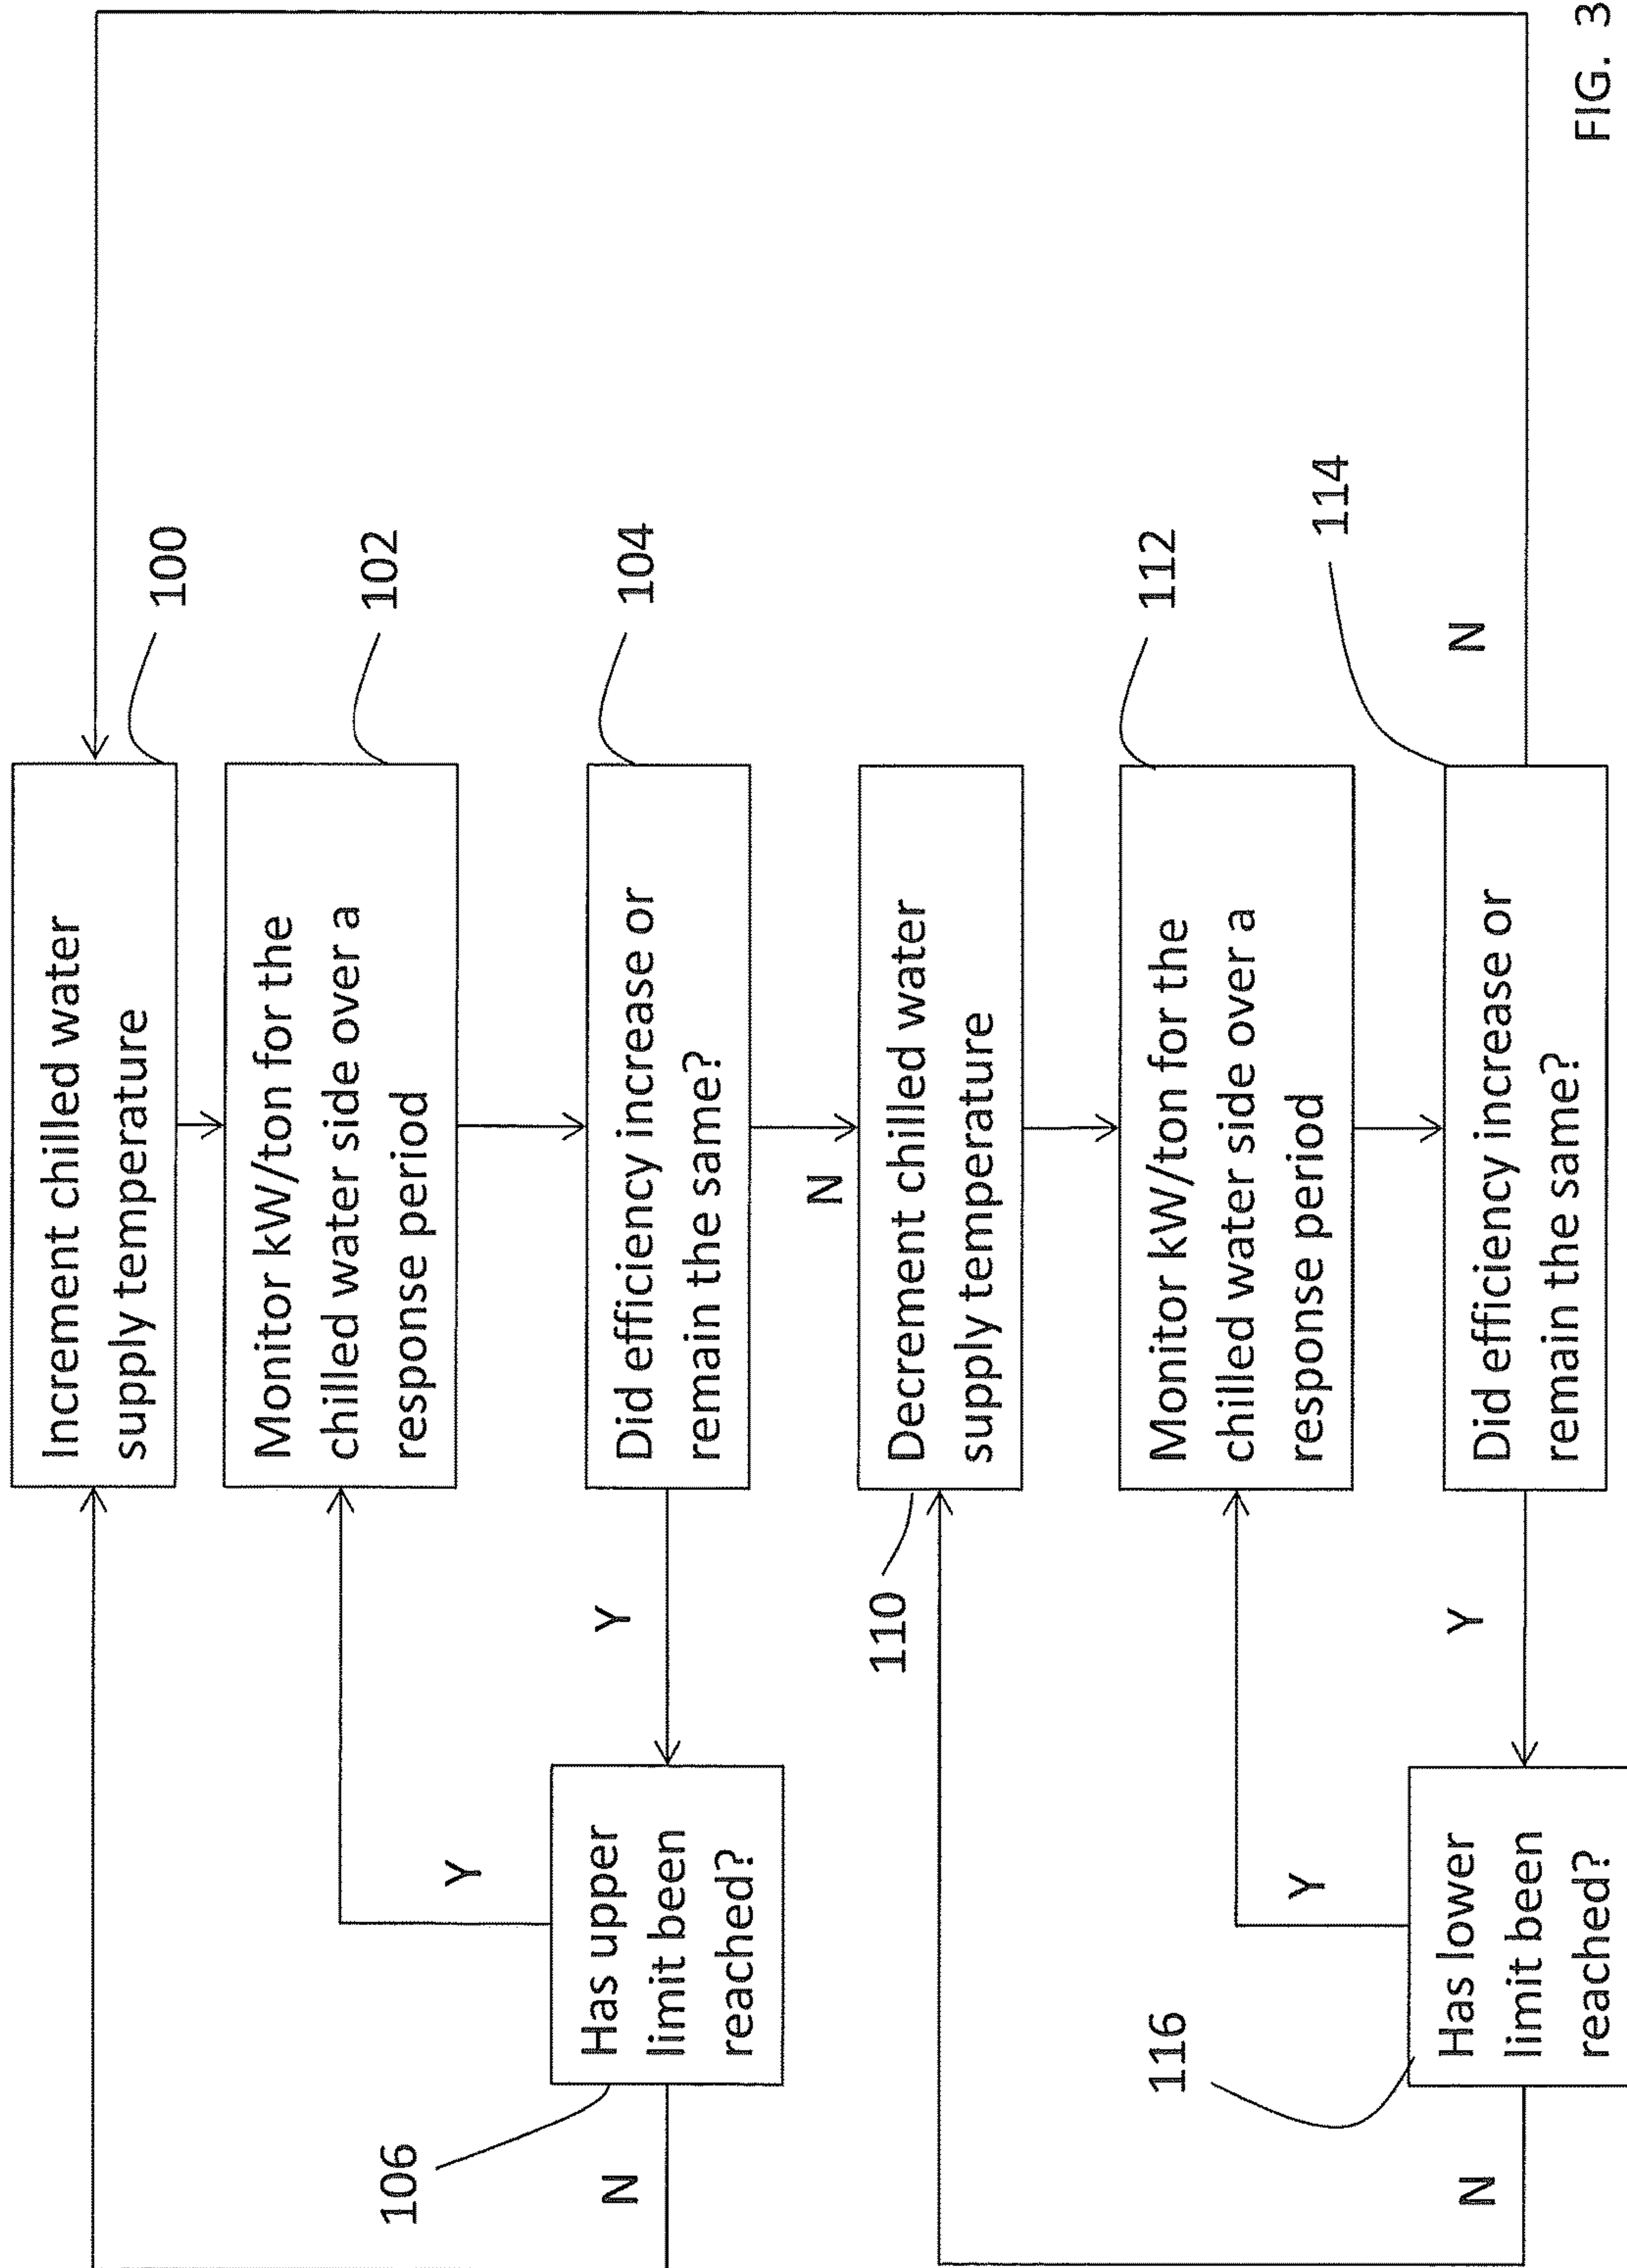 Increment chilled water
supply temperature
100
Monitor kW/ton for the
chilled water side over a
response period
102
Did efficiency increase or
remain the same?
104
Y
Has upper
limit been
reached?
106
Y
N
N
Decrement chilled water
supply temperature
110
Monitor kW/ton for the
chilled water side over a
response period
112
Did efficiency increase or
remain the same?
114
N
Y
Has lower
limit been
reached?
116
Y
N
FIG. 3